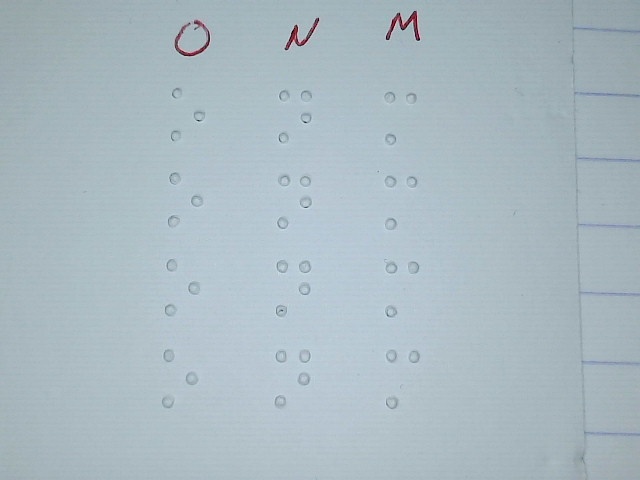 O N M
⠕ ⠝ ⠍
⠕ ⠝ ⠍
⠕ ⠝ ⠍
⠕ ⠝ ⠍